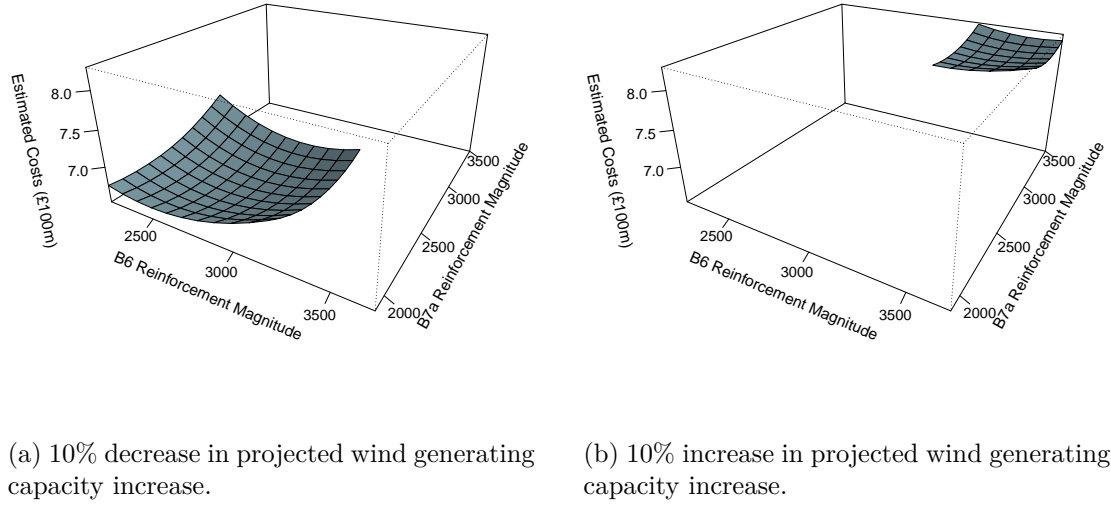 Estimated Costs (£100m)
8.0
7.5
7.0
2500
3000
3500
B6 Reinforcement Magnitude
2000
2500
3000
3500
B7a Reinforcement Magnitude
Estimated Costs (£100m)
8.0
7.5
7.0
2500
3000
3500
B6 Reinforcement Magnitude
2000
2500
3000
3500
B7a Reinforcement Magnitude
(a) 10% decrease in projected wind generating
capacity increase.
(b) 10% increase in projected wind generating
capacity increase.